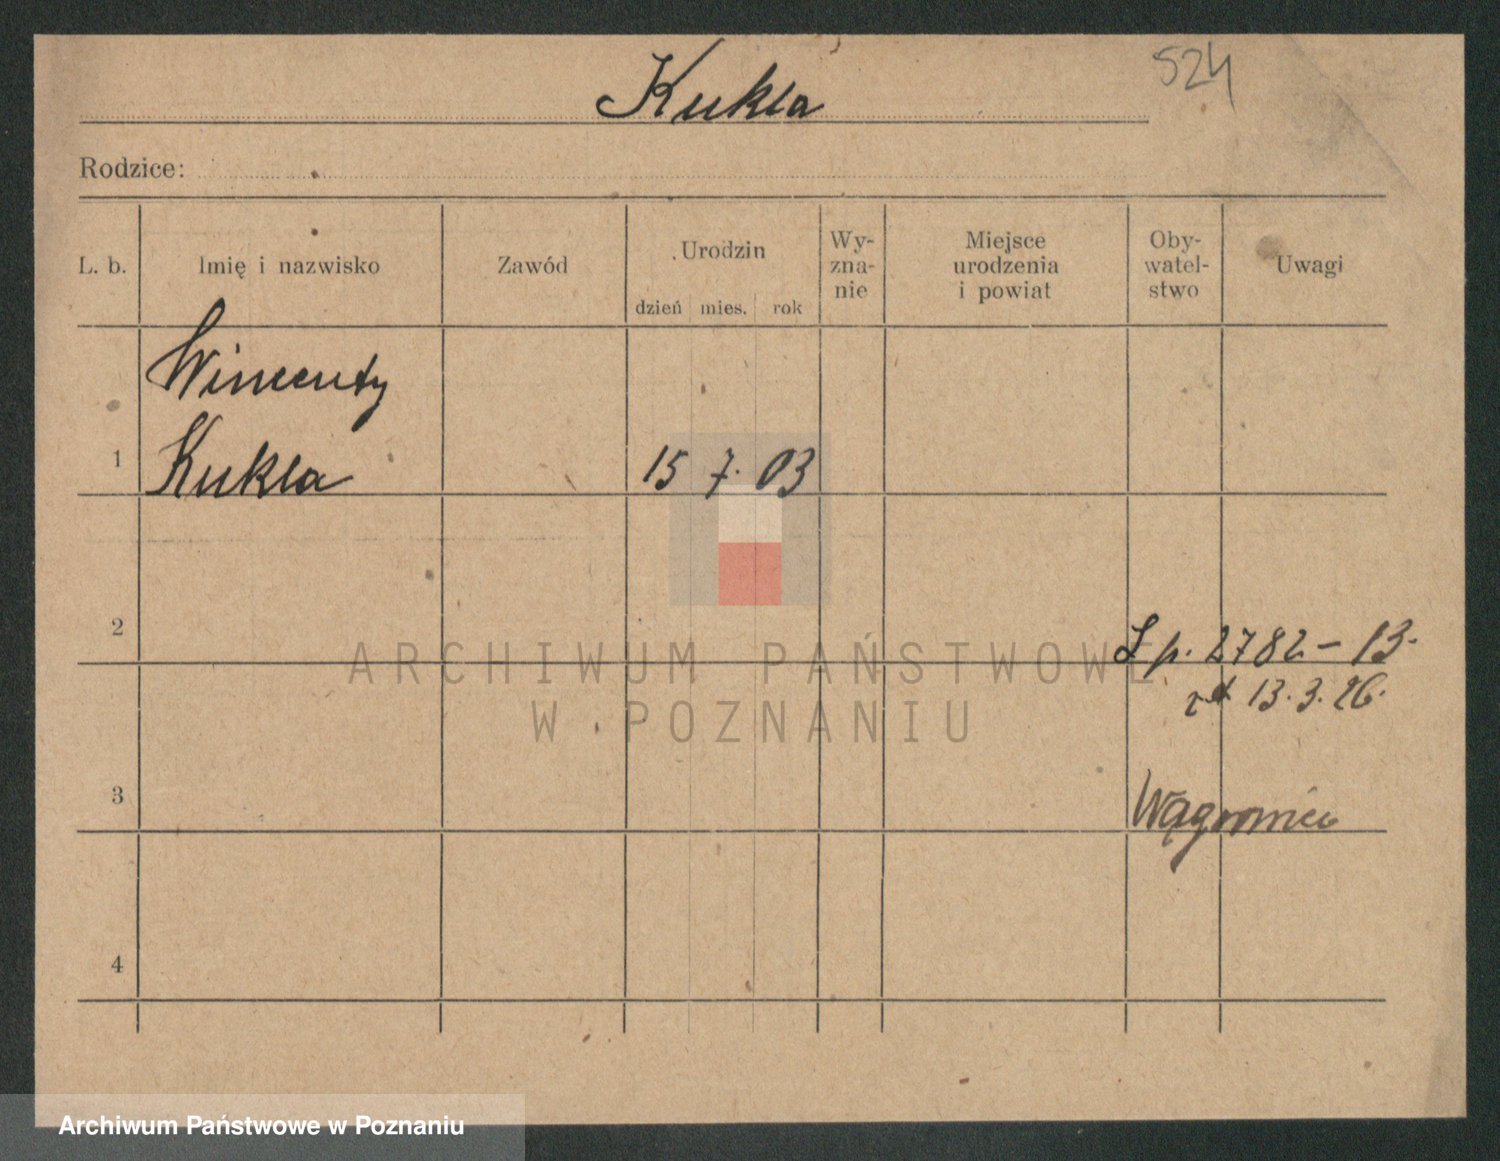 524
Kukla
Rodzice:
L. b.
Imię i nazwisko
Zawód
Urodzin
dzień mies. rok
Wy-
zna-
nie
Miejsce
urodzenia
i powiat
Oby-
watel-
stwo
Uwagi
Wincenty
1 Kukla 15 7. 03
2
L p. 2782 – 13.
13. 3. 26.
3
4
ARCHIWUM PAŃSTWOWE
W POZNANIU
Archiwum Państwowe w Poznaniu